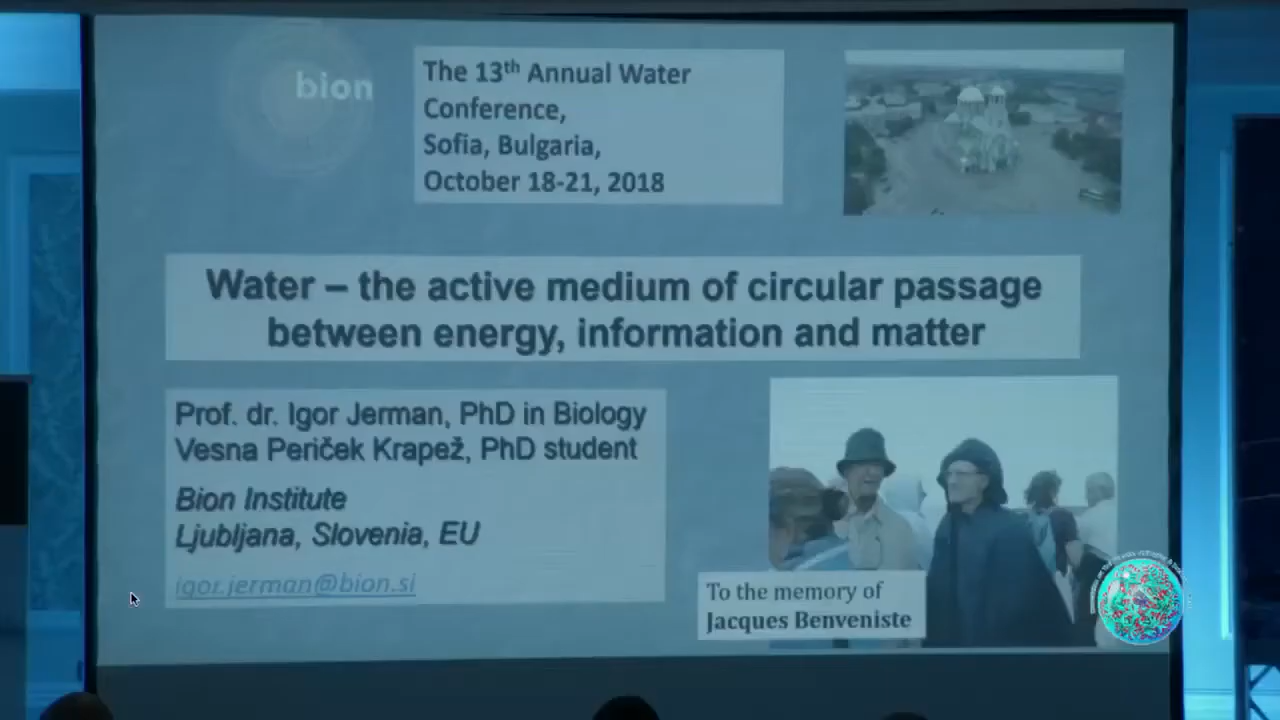 bion
The 13th Annual Water
Conference,
Sofia, Bulgaria,
October 18-21, 2018
Water – the active medium of circular passage
between energy, information and matter
Prof. dr. Igor Jerman, PhD in Biology
Vesna Periček Krapež, PhD student
Bion Institute
Ljubljana, Slovenia, EU
igor.jerman@bion.si
To the memory of
Jacques Benveniste